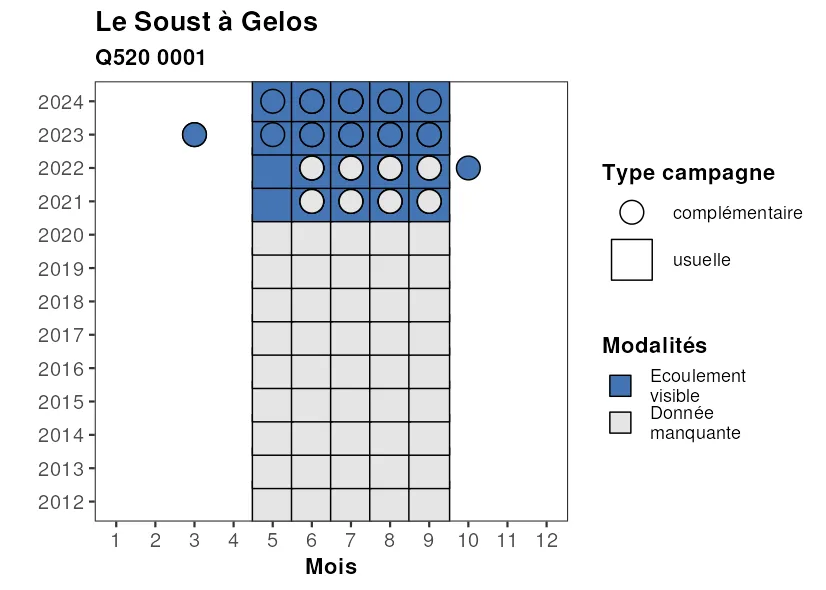 Le Soust à Gelos
Q520 0001
2024
2023
2022
2021
2020
2019
2018
2017
2016
2015
2014
2013
2012
1 2 3 4 5 6 7 8 9 10 11 12
Mois
Type campagne
complémentaire
usuelle
Modalités
Ecoulement
visible
Donnée
manquante